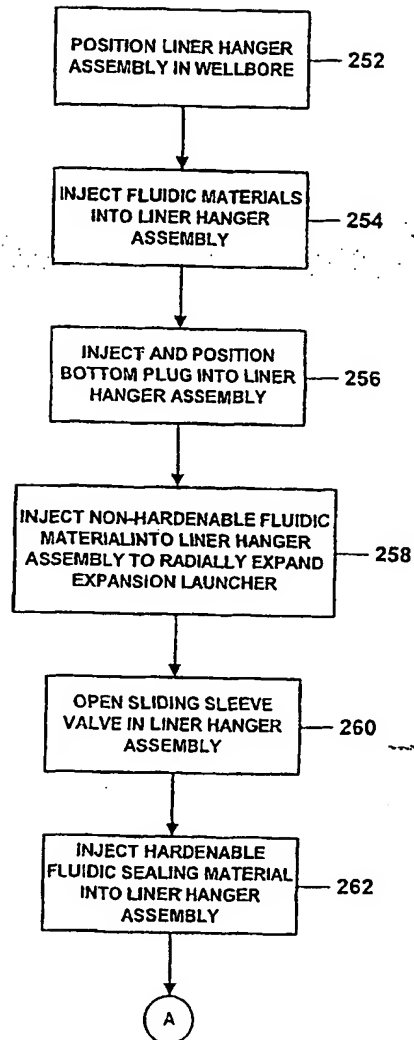 POSITION LINER HANGER
ASSEMBLY IN WELLBORE
252
INJECT FLUIDIC MATERIALS
INTO LINER HANGER
ASSEMBLY
254
INJECT AND POSITION
BOTTOM PLUG INTO LINER
HANGER ASSEMBLY
256
INJECT NON-HARDENABLE FLUIDIC
MATERIALINTO LINER HANGER
ASSEMBLY TO RADIALLY EXPAND
EXPANSION LAUNCHER
258
OPEN SLIDING SLEEVE
VALVE IN LINER HANGER
ASSEMBLY
260
INJECT HARDENABLE
FLUIDIC SEALING MATERIAL
INTO LINER HANGER
ASSEMBLY
262
A